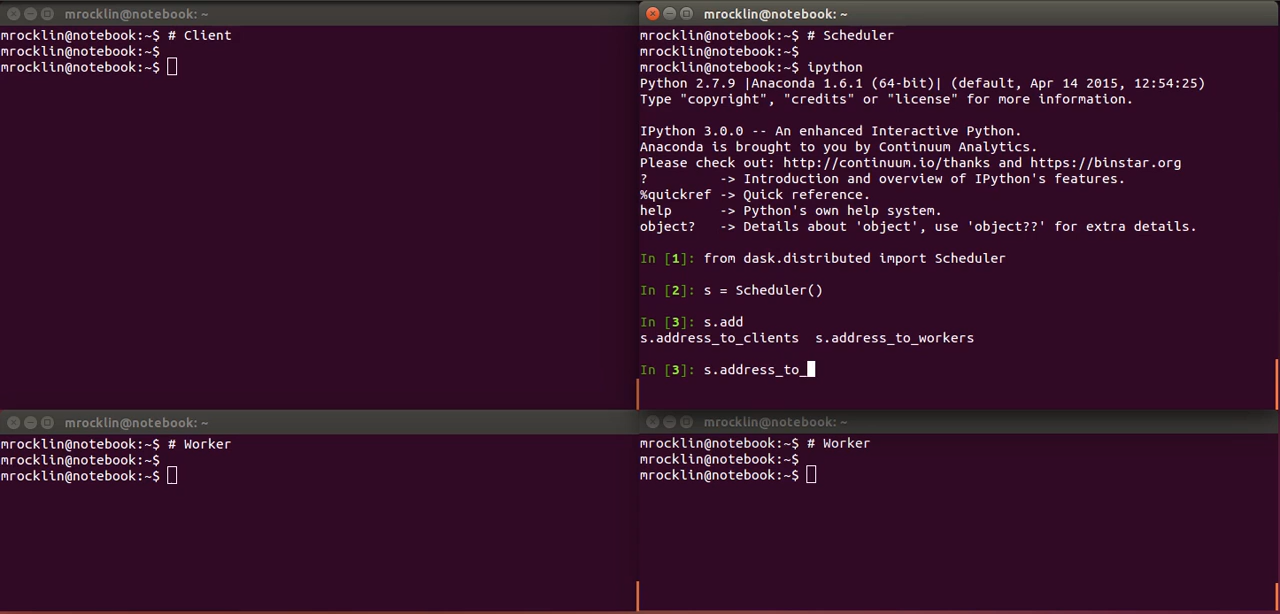 mrocklin@notebook: ~
mrocklin@notebook:~$ # Client
mrocklin@notebook:~$
mrocklin@notebook:~$
mrocklin@notebook: ~
mrocklin@notebook:~$ # Scheduler
mrocklin@notebook:~$
mrocklin@notebook:~$ ipython
Python 2.7.9 |Anaconda 1.6.1 (64-bit)| (default, Apr 14 2015, 12:54:25)
Type "copyright", "credits" or "license" for more information.
IPython 3.0.0 -- An enhanced Interactive Python.
Anaconda is brought to you by Continuum Analytics.
Please check out: http://continuum.io/thanks and https://binstar.org
?         -> Introduction and overview of IPython's features.
%quickref -> Quick reference.
help      -> Python's own help system.
object?   -> Details about 'object', use 'object??' for extra details.
In [1]: from dask.distributed import Scheduler
In [2]: s = Scheduler()
In [3]: s.add
s.address_to_clients  s.address_to_workers
In [3]: s.address_to_
mrocklin@notebook: ~
mrocklin@notebook:~$ # Worker
mrocklin@notebook:~$
mrocklin@notebook:~$
mrocklin@notebook: ~
mrocklin@notebook:~$ # Worker
mrocklin@notebook:~$
mrocklin@notebook:~$